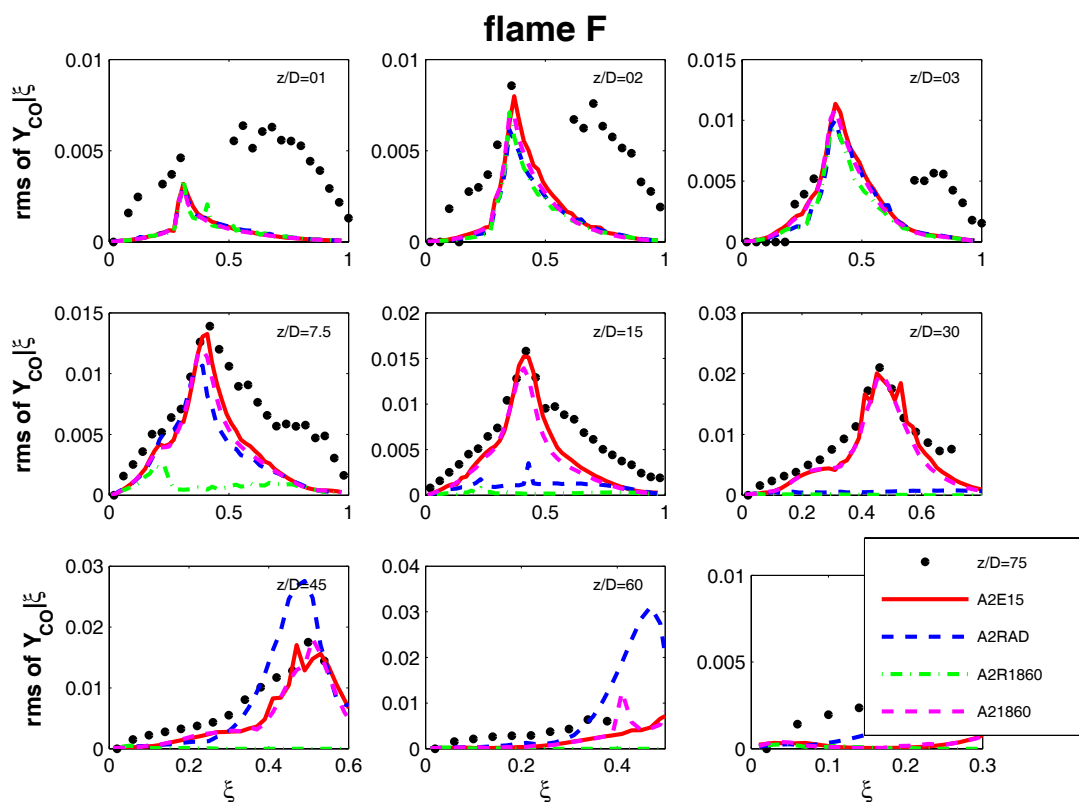 flame F
rms of Y_CO|ξ
0.01
0.005
0
0 0.5 1
z/D=01
0.01
0.005
0
0 0.5 1
z/D=02
0.015
0.01
0.005
0
0 0.5 1
z/D=03
rms of Y_CO|ξ
0.015
0.01
0.005
0
0 0.5 1
z/D=7.5
0.02
0.015
0.01
0.005
0
0 0.5 1
z/D=15
0.03
0.02
0.01
0
0 0.2 0.4 0.6
z/D=30
rms of Y_CO|ξ
0.03
0.02
0.01
0
0 0.2 0.4 0.6
ξ
z/D=45
0.04
0.03
0.02
0.01
0
0 0.2 0.4
ξ
z/D=60
0.01
0.005
0
0 0.1 0.2 0.3
ξ
z/D=75
A2E15
A2RAD
A2R1860
A21860